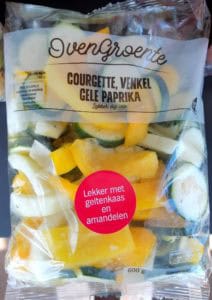 OvenGroente
COURGETTE, VENKEL
GELE PAPRIKA
Lekker met
geitenkaas
en
amandelen
600 g